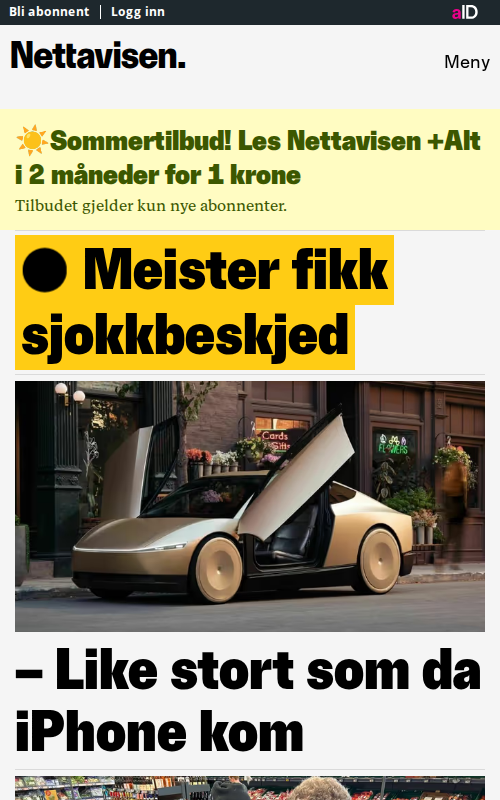 Bli abonnent | Logg inn
aID
Nettavisen.
Meny
☀️Sommertilbud! Les Nettavisen +Alt
i 2 måneder for 1 krone
Tilbudet gjelder kun nye abonnenter.
● Meister fikk
sjokkbeskjed
Cards
Gifts
FLOWERS
– Like stort som da
iPhone kom